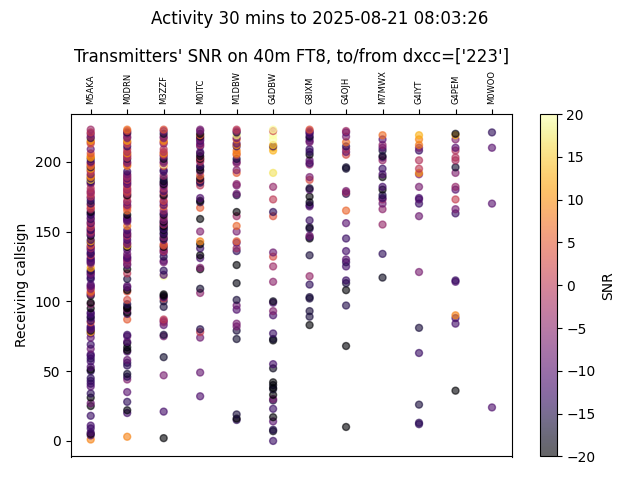 Activity 30 mins to 2025-08-21 08:03:26
Transmitters' SNR on 40m FT8, to/from dxcc=['223']
M5AKA M0DRN M3ZZF M0ITC M1DBW G4DBW G8IXM G4OJH M7MWX G4IYT G4PEM M0WOO
Receiving callsign
200
150
100
50
0
20
15
10
5
0
−5
−10
−15
−20
SNR